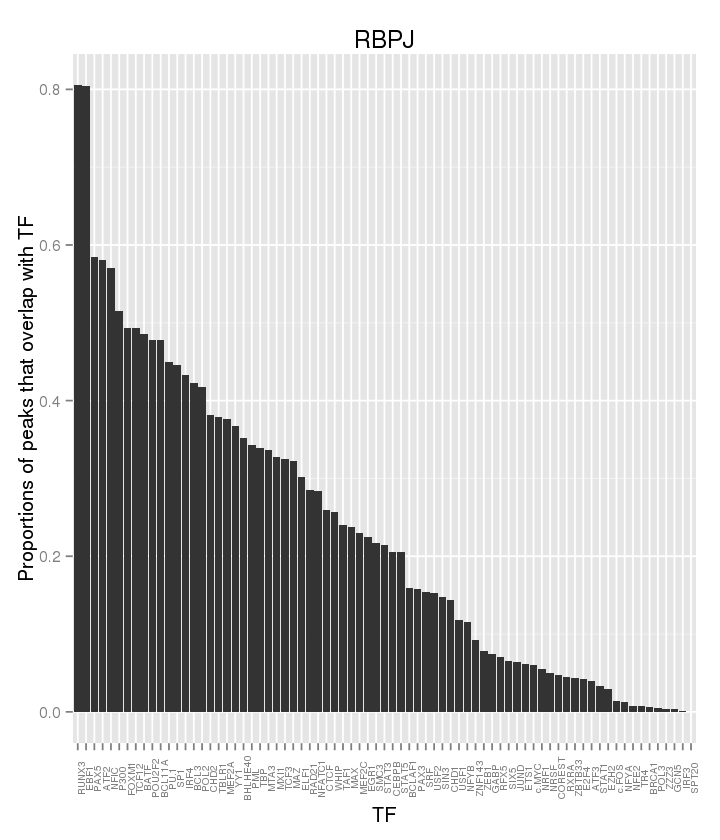 RBPJ
Proportions of peaks that overlap with TF
0.8
0.6
0.4
0.2
0.0
RUNX3
EBF1
PAX5
ATF2
NFIC
P300
FOXM1
TCF12
BATF
POU2F2
BCL11A
PU.1
SP1
IRF4
BCL3
POL2
CHD2
TBLR1
MEF2A
YY1
BHLHE40
PML
TBP
MTA3
MXI1
TCF3
MAZ
ELF1
RAD21
NFATC1
CTCF
WHIP
TAF1
MAX
MEF2C
EGR1
SMC3
STAT3
CEBPB
STAT5
BCLAF1
PAX3
SRF
USF2
SIN3
CHD1
USF1
NFYB
ZNF143
ZEB1
GABP
RFX5
SIX5
JUND
ETS1
c.MYC
NRF1
NRSF
COREST
RXRA
ZBTB33
E2F4
ATF3
STAT1
EZH2
c.FOS
NFYA
NFE2
TR4
BRCA1
POL3
ZZZ3
GCN5
IRF3
SPT20
TF